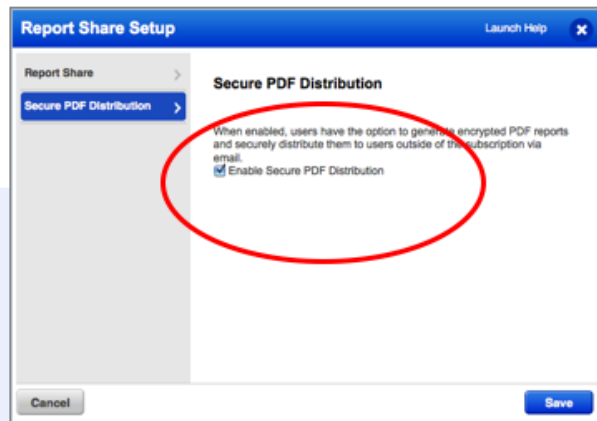 Report Share Setup
Launch Help
Report Share
Secure PDF Distribution
Secure PDF Distribution
When enabled, users have the option to generate encrypted PDF reports
and securely distribute them to users outside of the subscription via
email.
Enable Secure PDF Distribution
Cancel
Save